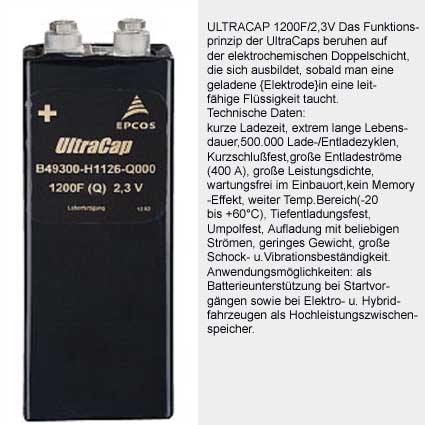 +
EPCOS
UltraCap
B49300-H1126-Q000
1200F (Q) 2,3 V
ULTRACAP 1200F/2,3V Das Funktions-
prinzip der UltraCaps beruhen auf
der elektrochemischen Doppelschicht,
die sich ausbildet, sobald man eine
geladene {Elektrode}in eine leit-
fähige Flüssigkeit taucht.
Technische Daten:
kurze Ladezeit, extrem lange Lebens-
dauer,500.000 Lade-/Entladezyklen,
Kurzschlußfest,große Entladeströme
(400 A), große Leistungsdichte,
wartungsfrei im Einbauort,kein Memory
-Effekt, weiter Temp.Bereich(-20
bis +60°C), Tiefentladungsfest,
Umpolfest, Aufladung mit beliebigen
Strömen, geringes Gewicht, große
Schock- u.Vibrationsbeständigkeit.
Anwendungsmöglichkeiten: als
Batterieunterstützung bei Startvor-
gängen sowie bei Elektro- u. Hybrid-
fahrzeugen als Hochleistungszwischen-
speicher.